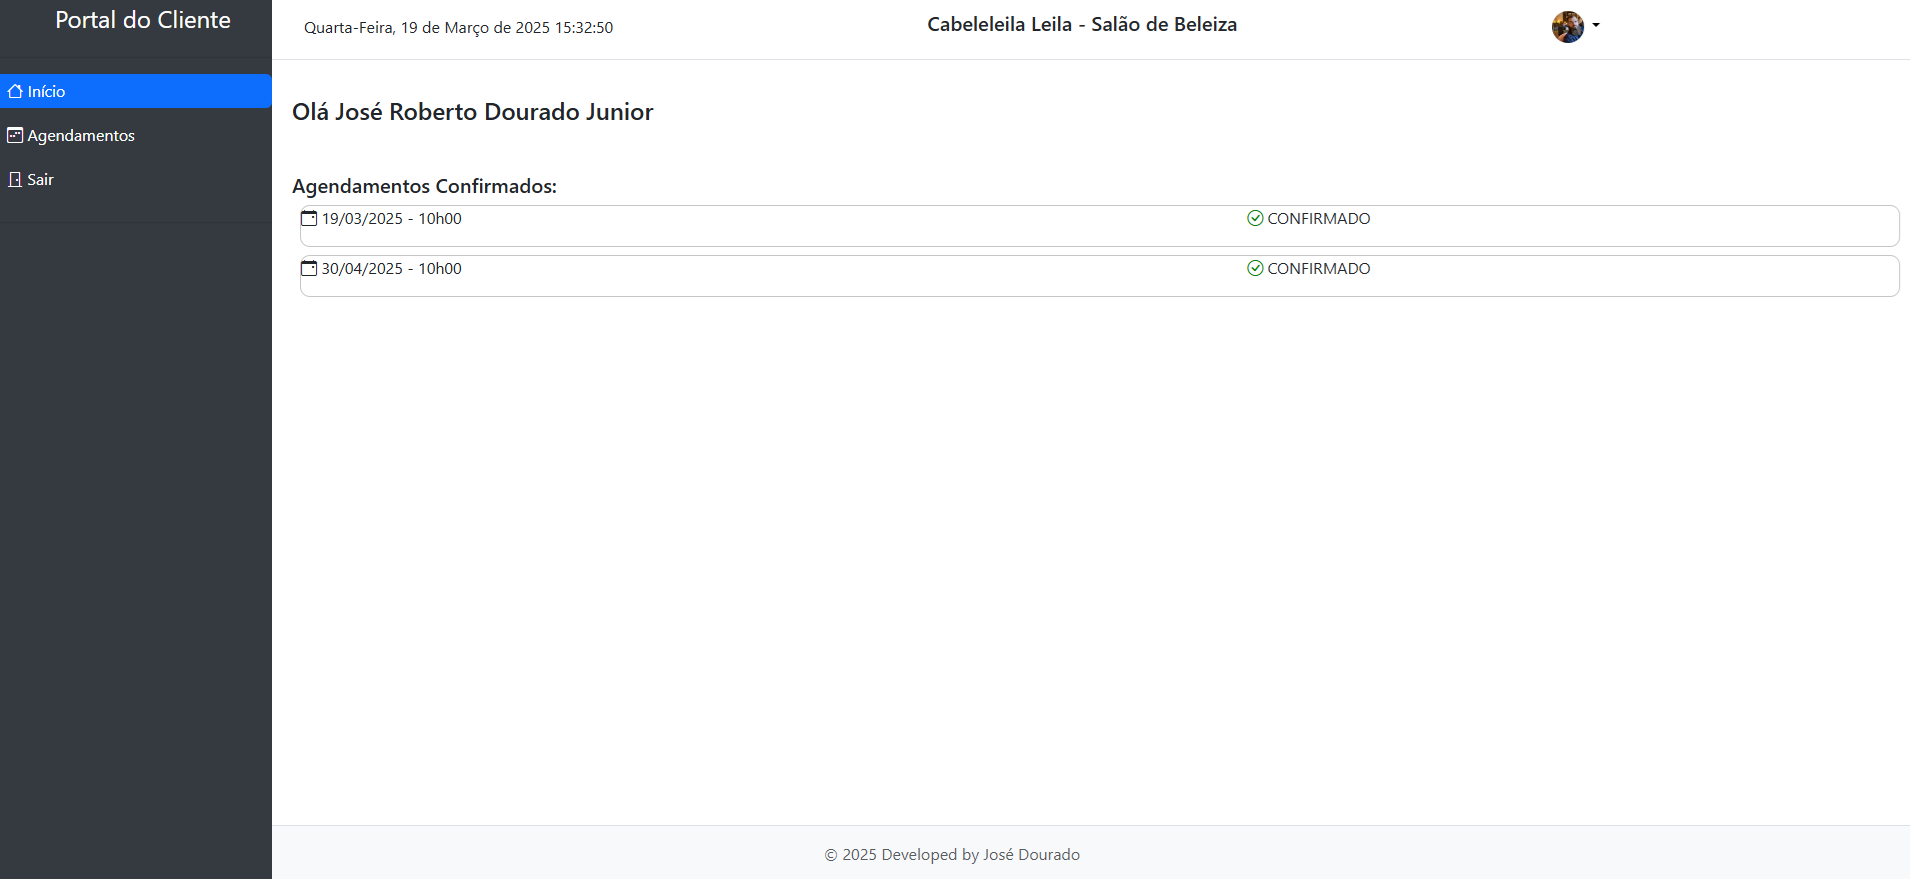 Portal do Cliente
Início
Agendamentos
Sair
Quarta-Feira, 19 de Março de 2025 15:32:50
Cabeleleila Leila - Salão de Beleiza
Olá José Roberto Dourado Junior
Agendamentos Confirmados:
19/03/2025 - 10h00 CONFIRMADO
30/04/2025 - 10h00 CONFIRMADO
© 2025 Developed by José Dourado